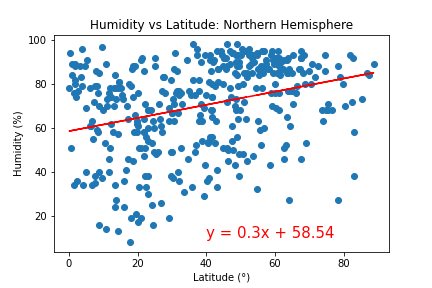 Humidity vs Latitude: Northern Hemisphere
100
80
60
40
20
Humidity (%)
y = 0.3x + 58.54
0
20
40
60
80
Latitude (°)